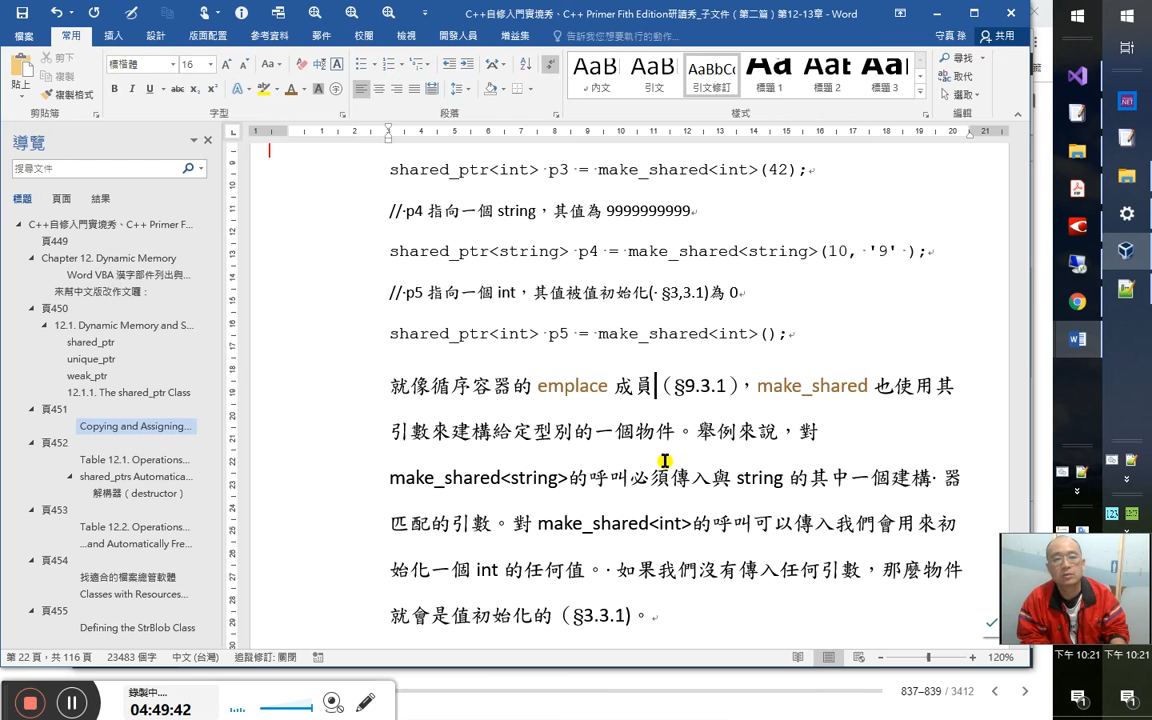 C++自修入門實境秀、C++ Primer Fith Edition研讀秀_子文件（第二篇）第12-13章 - Word
檔案 常用 插入 設計 版面配置 參考資料 郵件 校閱 檢視 開發人員 增益集 告訴我您想要執行的動作... 守真 孫 共用
貼上 剪下 複製 複製格式 剪貼簿
標楷體 16 字型 段落
內文 引文 引文修訂 標題 1 標題 2 標題 3 樣式
尋找 取代 選取 編輯
導覽
搜尋文件
標題 頁面 結果
C++自修入門實境秀、C++ Primer F...
頁449
Chapter 12. Dynamic Memory
Word VBA 漢字部件列出與...
來幫中文版改作文囉：
頁450
12.1. Dynamic Memory and S...
shared_ptr
unique_ptr
weak_ptr
12.1.1. The shared_ptr Class
頁451
Copying and Assigning...
頁452
Table 12.1. Operations...
shared_ptrs Automatica...
解構器（destructor）
頁453
Table 12.2. Operations...
...and Automatically Fre...
頁454
找適合的檔案總管軟體
Classes with Resources...
頁455
Defining the StrBlob Class
shared_ptr<int> p3 = make_shared<int>(42);
// p4 指向一個 string，其值為 9999999999
shared_ptr<string> p4 = make_shared<string>(10, '9' );
// p5 指向一個 int，其值被值初始化( §3,3.1)為 0
shared_ptr<int> p5 = make_shared<int>();
就像循序容器的 emplace 成員（§9.3.1），make_shared 也使用其
引數來建構給定型別的一個物件。舉例來說，對
make_shared<string>的呼叫必須傳入與 string 的其中一個建構 器
匹配的引數。對 make_shared<int>的呼叫可以傳入我們會用來初
始化一個 int 的任何值。 如果我們沒有傳入任何引數，那麼物件
就會是值初始化的（§3.3.1）。
第 22 頁，共 116 頁 23483 個字 中文 (台灣) 追蹤修訂: 關閉 120%
錄製中....
04:49:42
837–839 / 3412
下午 10:21 下午 10:21